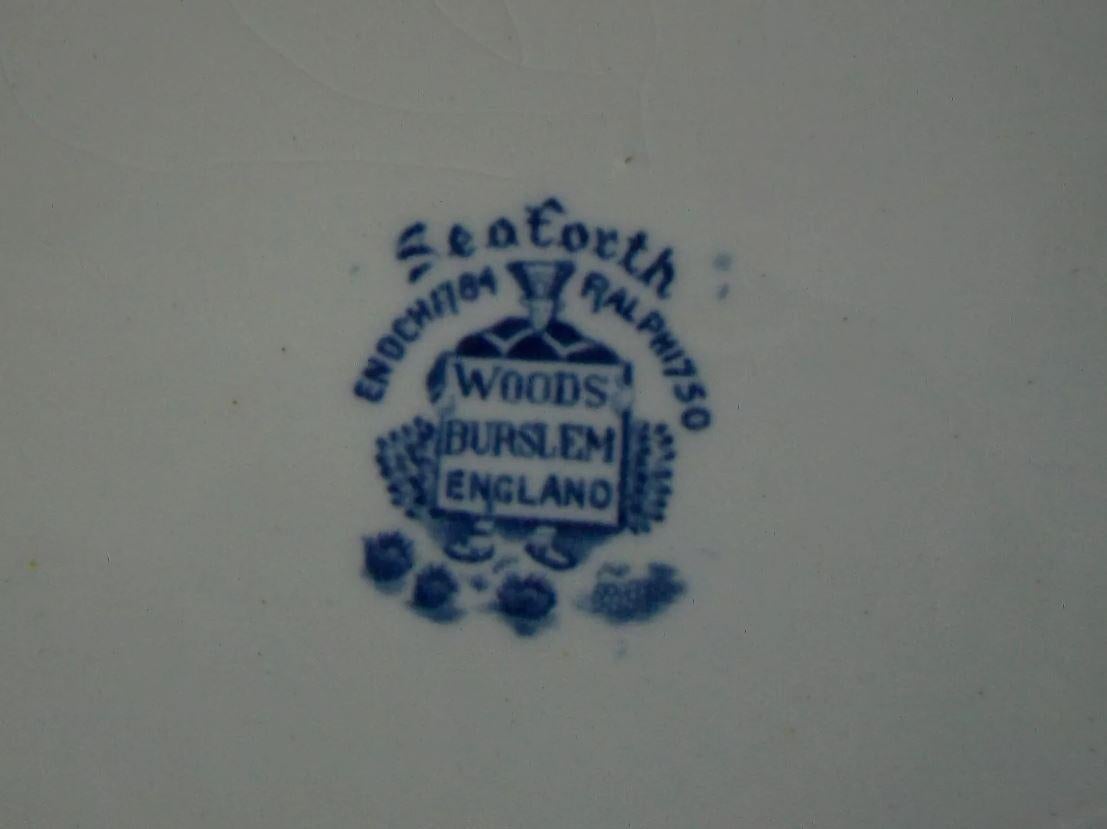 Seaforth
ENOCH 1784 RALPH 1750
WOODS
BURSLEM
ENGLAND